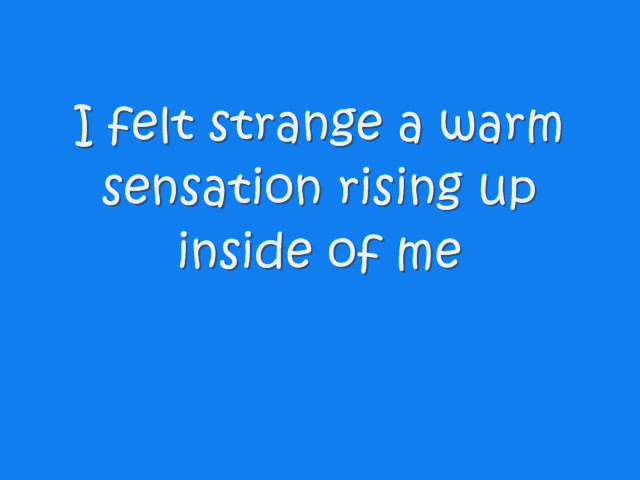 I felt strange a warm
sensation rising up
inside of me